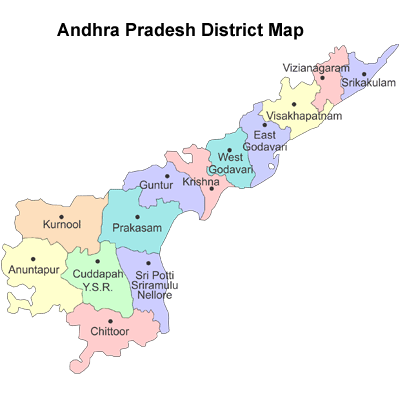 Andhra Pradesh District Map
Vizianagaram
Srikakulam
Visakhapatnam
East
Godavari
West
Godavari
Krishna
Guntur
Prakasam
Kurnool
Anuntapur
Cuddapah
Y.S.R.
Sri Potti
Sriramulu
Nellore
Chittoor